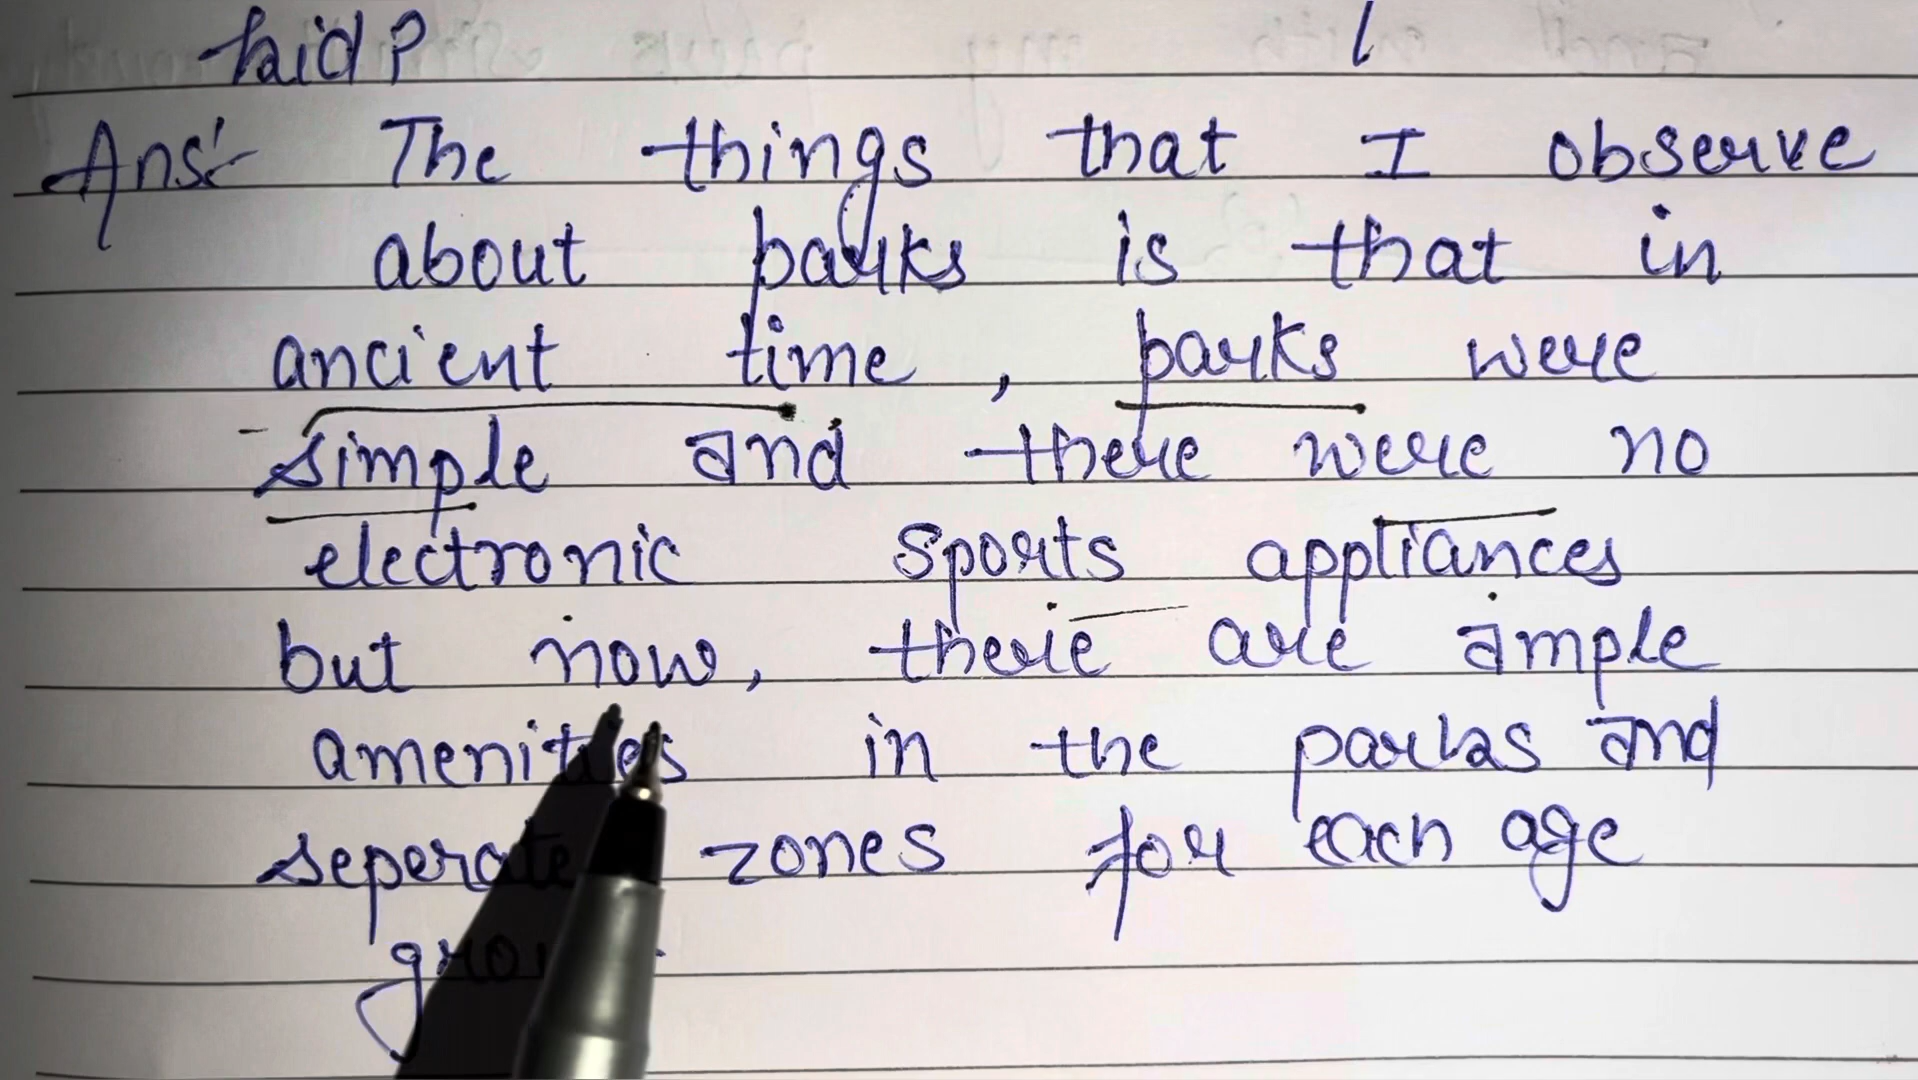 Ans:- The things that I observe
about parks is that in
ancient time, parks were
simple and there were no
electronic sports appliances
but now, there are ample
amenities in the parks and
seperate zones for each age